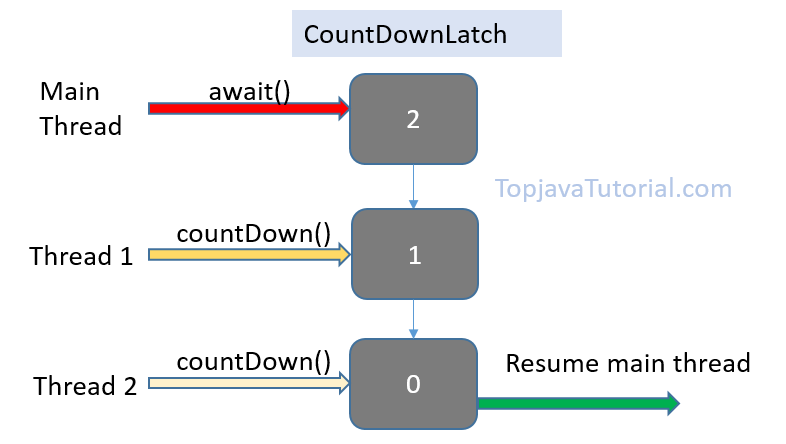 CountDownLatch
Main
Thread
await()
2
TopjavaTutorial.com
countDown()
Thread 1
1
countDown()
Thread 2
0
Resume main thread